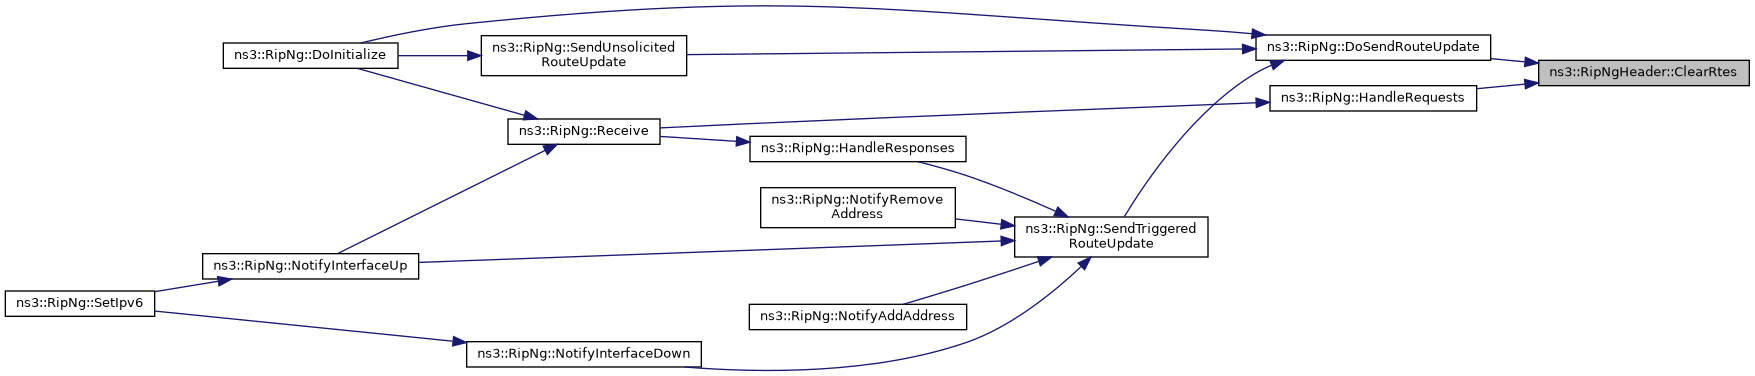 ns3::RipNg::DoInitialize
ns3::RipNg::SendUnsolicited
RouteUpdate
ns3::RipNg::DoSendRouteUpdate
ns3::RipNgHeader::ClearRtes
ns3::RipNg::HandleRequests
ns3::RipNg::Receive
ns3::RipNg::HandleResponses
ns3::RipNg::NotifyRemove
Address
ns3::RipNg::SendTriggered
RouteUpdate
ns3::RipNg::NotifyInterfaceUp
ns3::RipNg::SetIpv6
ns3::RipNg::NotifyAddAddress
ns3::RipNg::NotifyInterfaceDown